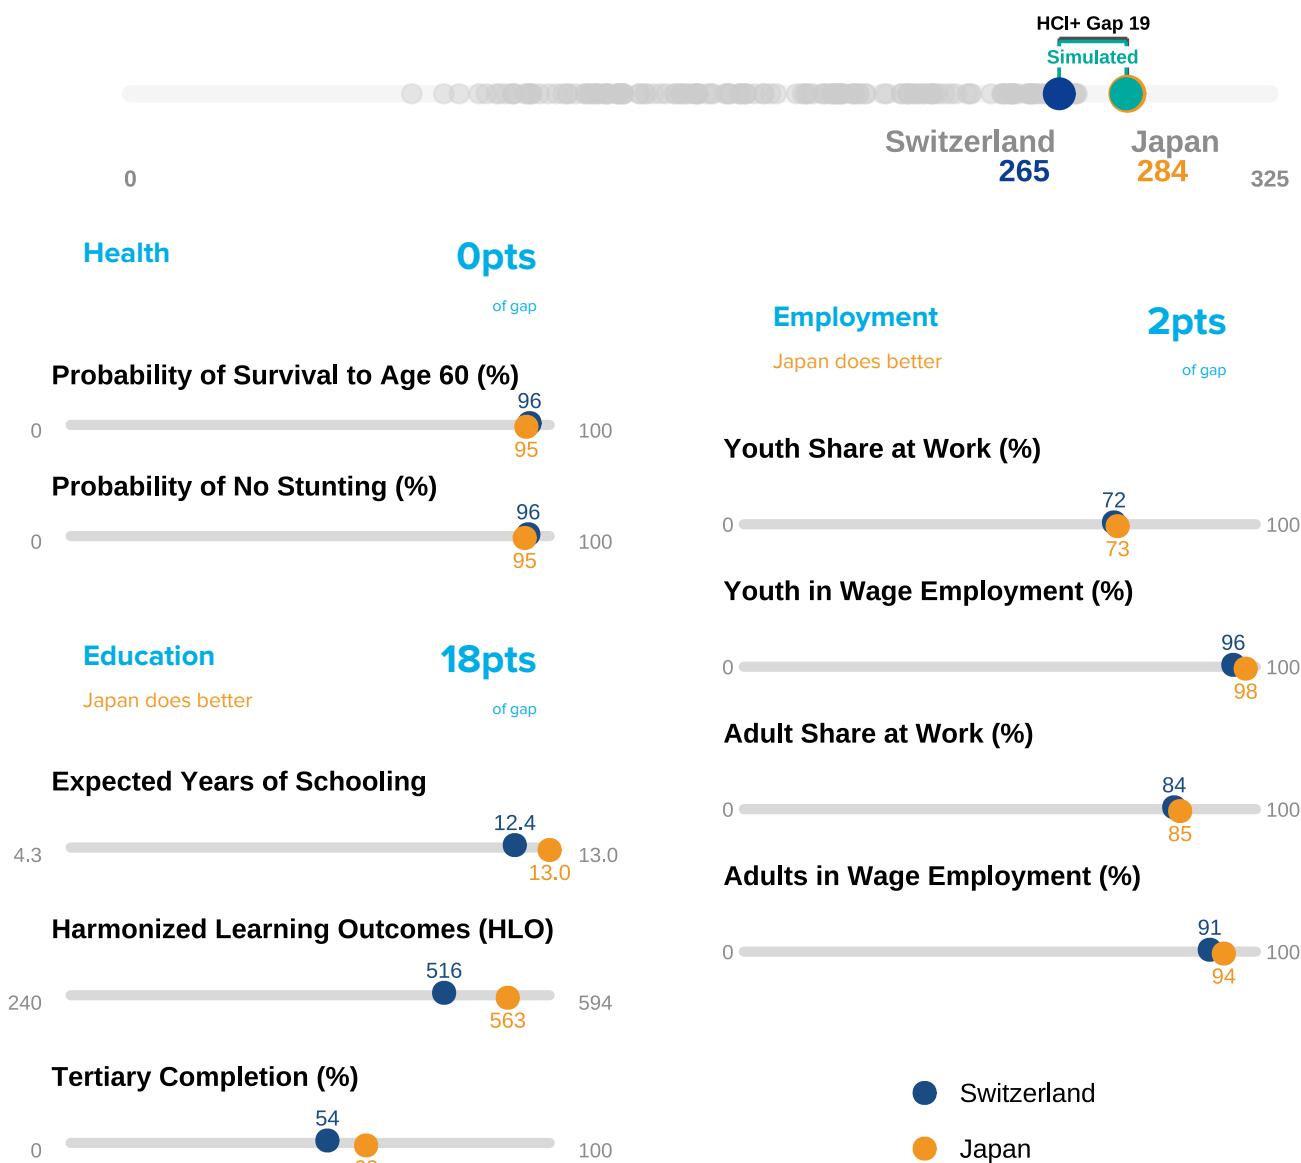 HCI+ Gap 19
Simulated
Switzerland
265
Japan
284
0
325
Health
0pts
of gap
Probability of Survival to Age 60 (%)
96
0
100
95
Probability of No Stunting (%)
96
0
100
95
Education
18pts
Japan does better
of gap
Expected Years of Schooling
12.4
4.3
13.0
13.0
Harmonized Learning Outcomes (HLO)
516
240
594
563
Tertiary Completion (%)
54
0
100
Employment
2pts
Japan does better
of gap
Youth Share at Work (%)
72
0
100
73
Youth in Wage Employment (%)
96
0
100
98
Adult Share at Work (%)
84
0
100
85
Adults in Wage Employment (%)
91
0
100
94
Switzerland
Japan